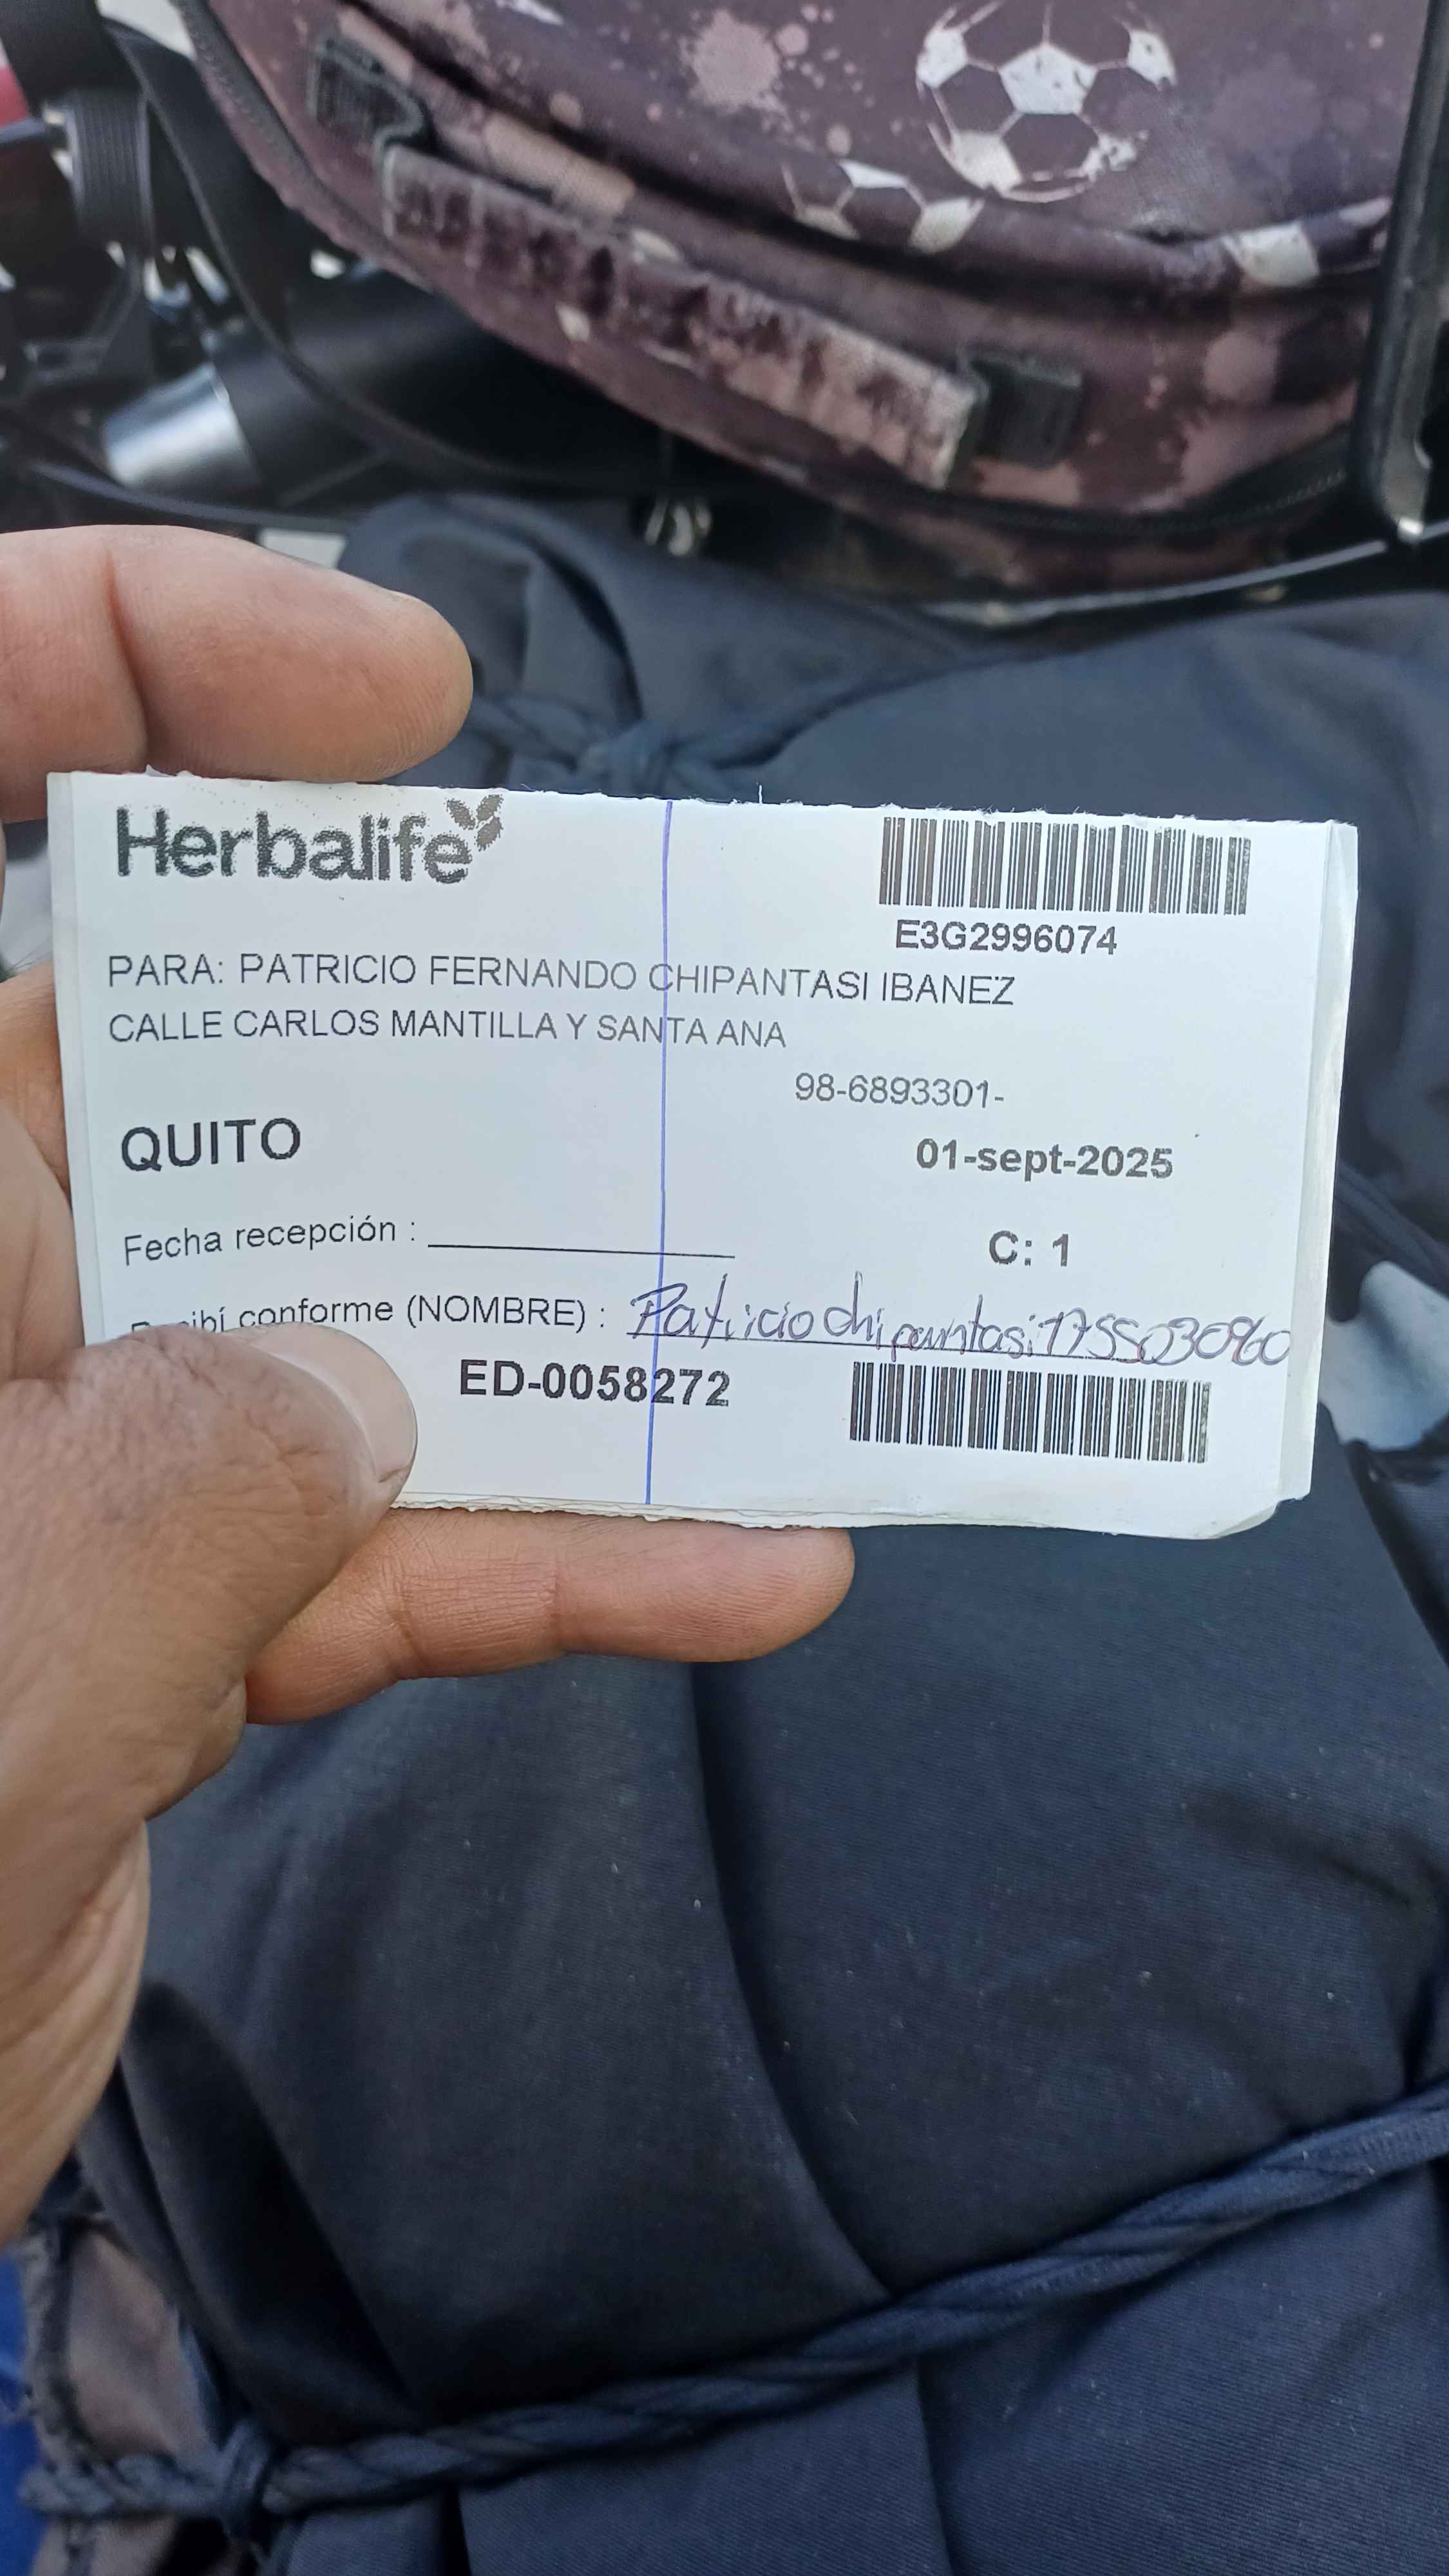 Herbalife
E3G2996074
PARA: PATRICIO FERNANDO CHIPANTASI IBANEZ
CALLE CARLOS MANTILLA Y SANTA ANA
98-6893301-
QUITO
01-sept-2025
Fecha recepción :
C: 1
conforme (NOMBRE) : Patricio chipantasi
ED-0058272